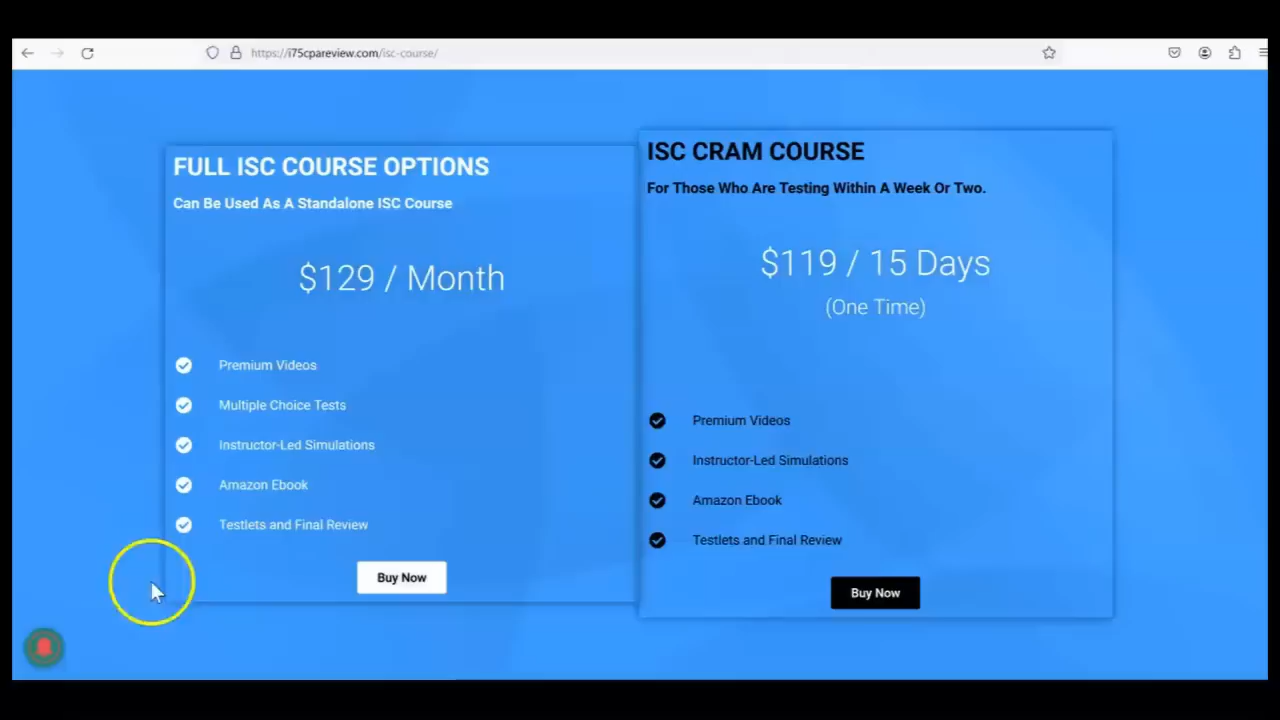 https://i75cpareview.com/isc-course/
FULL ISC COURSE OPTIONS
Can Be Used As A Standalone ISC Course
$129 / Month
Premium Videos
Multiple Choice Tests
Instructor-Led Simulations
Amazon Ebook
Testlets and Final Review
Buy Now
ISC CRAM COURSE
For Those Who Are Testing Within A Week Or Two.
$119 / 15 Days
(One Time)
Premium Videos
Instructor-Led Simulations
Amazon Ebook
Testlets and Final Review
Buy Now